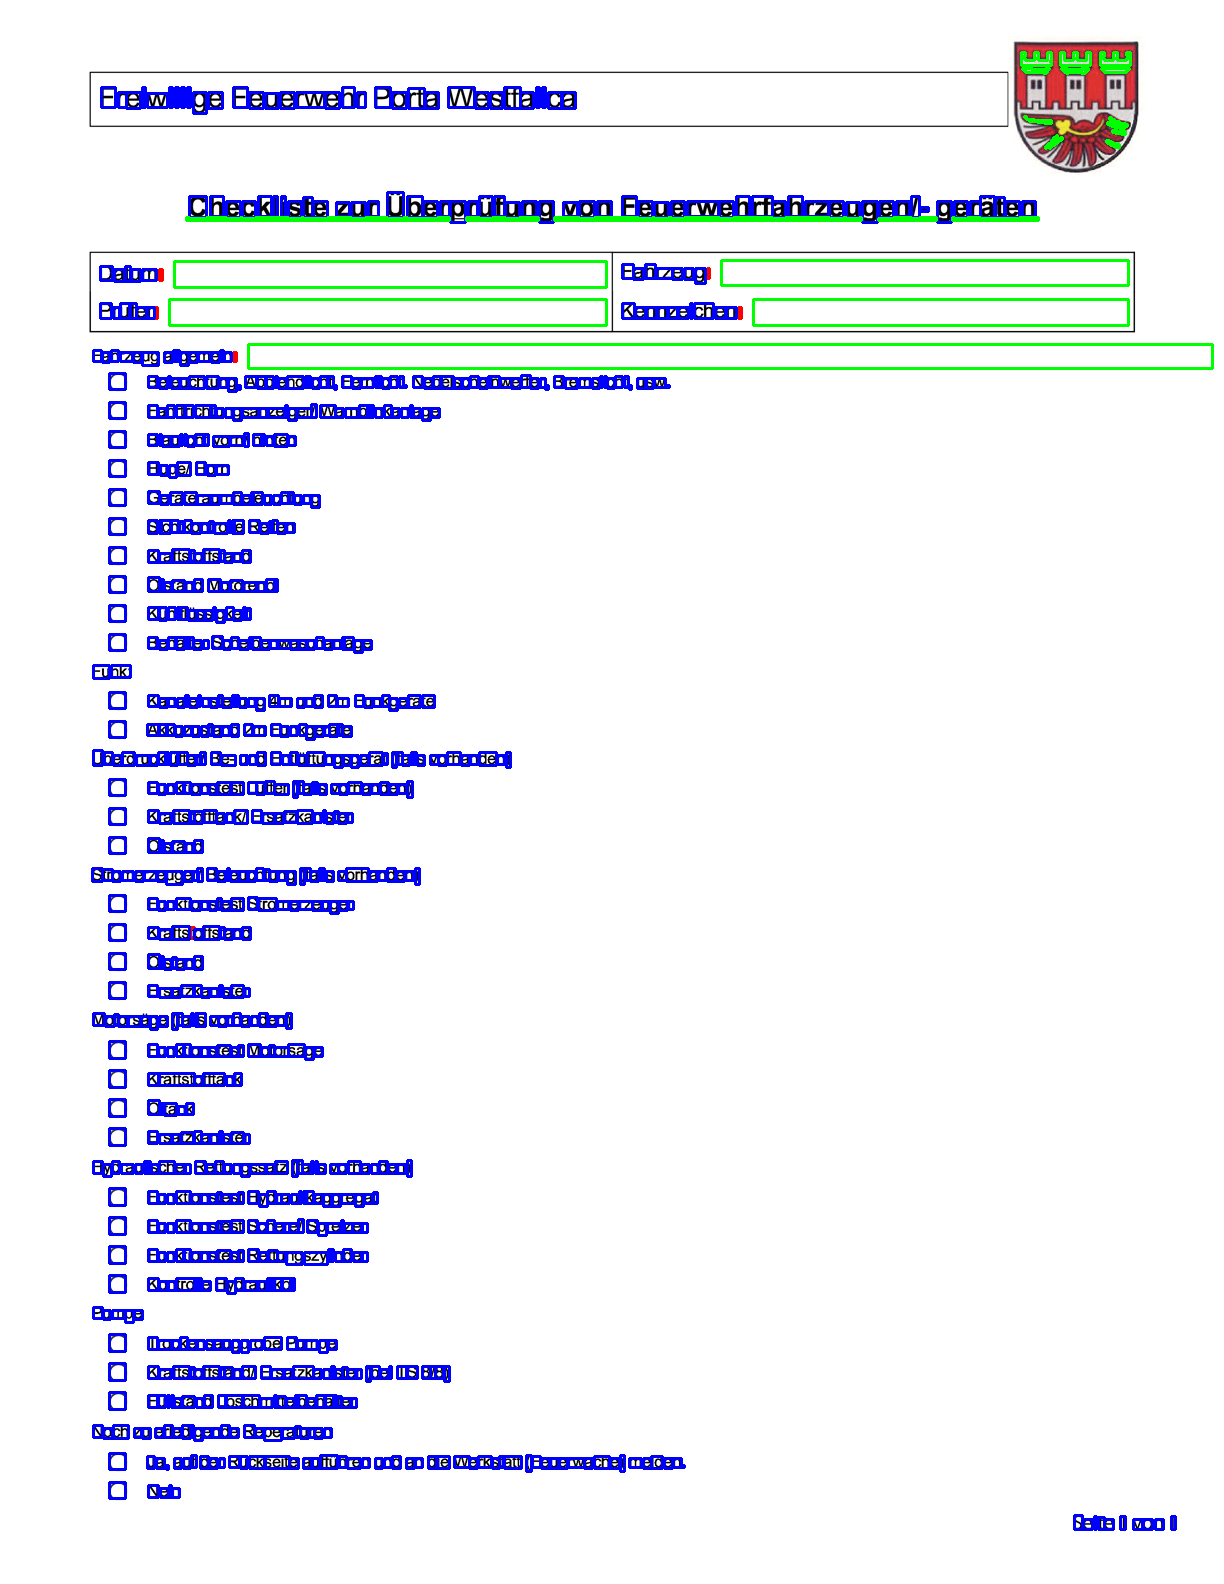 Freiwillige Feuerwehr Porta Westfalica
Checkliste zur Überprüfung von Feuerwehrfahrzeugen/- geräten
Datum: Fahrzeug:
Prüfer: Kennzeichen:
Fahrzeug allgemein:
Beleuchtung, Abblendlicht, Fernlicht. Nebelscheinwerfer, Bremslicht, usw.
Fahrtrichtungsanzeiger/ Warnblinkanlage
Blaulicht vorn/ hinten
Hupe/ Horn
Geräteraumbeleuchtung
Sichtkontrolle Reifen
Kraftstoffstand
Ölstand Motorenöl
Kühlflüssigkeit
Behälter Scheibenwaschanlage
Funk
Kanaleinstellung 4m und 2m Funkgeräte
Akkuzustand 2m Funkgeräte
Überdrucklüfter/ Be- und Entlüftungsgerät (falls vorhanden)
Funktionstest Lüfter (falls vorhanden)
Kraftstofftank/ Ersatzkanister
Ölstand
Stromerzeuger/ Beleuchtung (falls vorhanden)
Funktionstest Stromerzeuger
Kraftstoffstand
Ölstand
Ersatzkanister
Motorsäge (falls vorhanden)
Funktionstest Motorsäge
Kraftstofftank
Öltank
Ersatzkanister
Hydraulischer Rettungssatz (falls vorhanden)
Funktionstest Hydraulikaggregat
Funktionstest Schere/ Spreizer
Funktionstest Rettungszylinder
Kontrolle Hydrauliköl
Pumpe
Trockensaugprobe Pumpe
Kraftstoffstand/ Ersatzkanister (bei TS 8/8)
Füllstand Löschmittelbehälter
Noch zu erledigende Reperaturen
Ja, auf der Rückseite aufführen und an die Werkstatt (Feuerwache) melden.
Nein
Seite 1 von 1